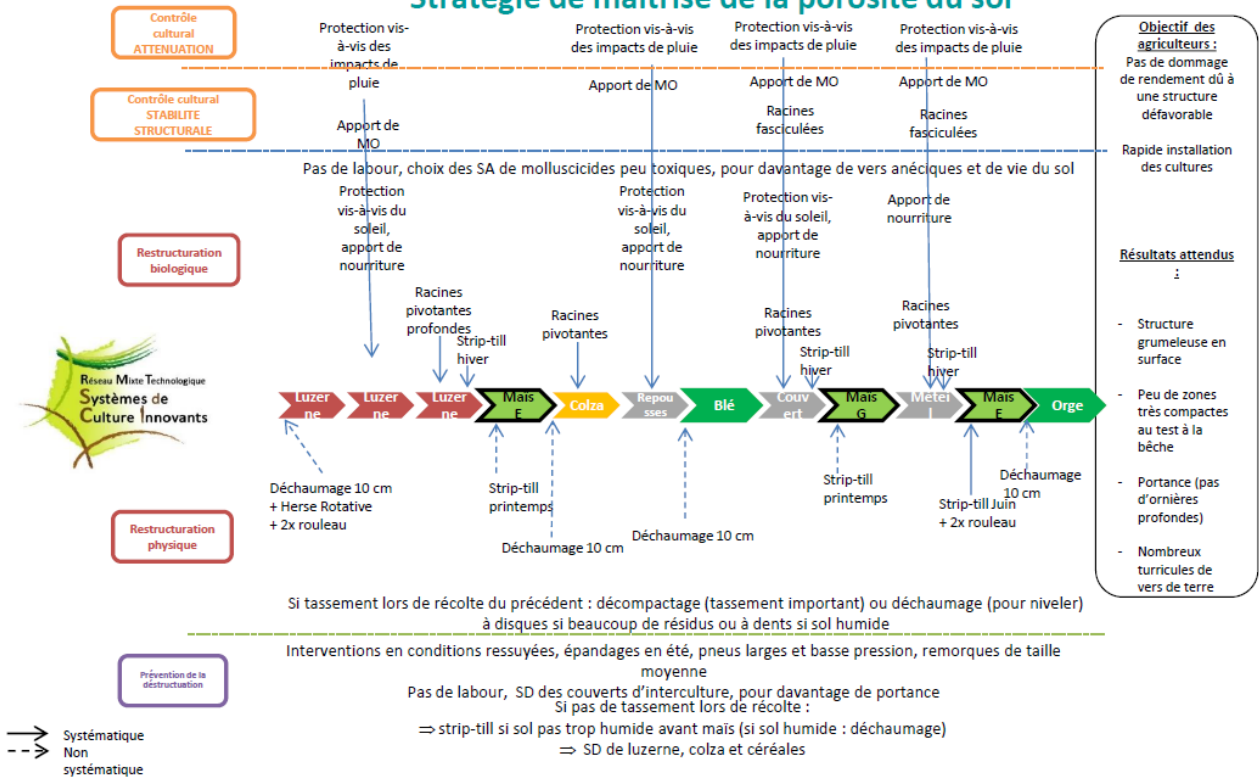 Stratégie de maîtrise de la porosité du sol
Contrôle
cultural
ATTENUATION
Protection vis-
à-vis des
impacts de
pluie
Protection vis-à-vis
des impacts de pluie
Protection vis-à-vis
des impacts de pluie
Protection vis-à-vis
des impacts de pluie
Contrôle cultural
STABILITE
STRUCTURALE
Apport de
MO
Apport de MO
Apport de MO
Racines
fasciculées
Apport de MO
Racines
fasciculées
Pas de labour, choix des SA de molluscicides peu toxiques, pour davantage de vers anéciques et de vie du sol
Restructuration
biologique
Protection
vis-à-vis du
soleil,
apport de
nourriture
Protection
vis-à-vis du
soleil,
apport de
nourriture
Protection vis-
à-vis du soleil,
apport de
nourriture
Apport de
nourriture
Racines
pivotantes
profondes
Strip-till
hiver
Racines
pivotantes
Racines
pivotantes
Strip-till
hiver
Racines
pivotantes
Strip-till
hiver
Réseau Mixte Technologique
Systèmes de
Culture Innovants
Luze
rne
Luze
rne
Luze
rne
Maïs
E
Colza
Repou
sses
Blé
Couv
ert
Maïs
G
Météi
l
Maïs
E
Orge
Restructuration
physique
Déchaumage 10 cm
+ Herse Rotative
+ 2x rouleau
Strip-till
printemps
Déchaumage 10 cm
Déchaumage 10 cm
Strip-till
printemps
Strip-till Juin
+ 2x rouleau
Déchaumage
10 cm
Si tassement lors de récolte du précédent : décompactage (tassement important) ou déchaumage (pour niveler)
à disques si beaucoup de résidus ou à dents si sol humide
Prévention de la
déstructuation
Interventions en conditions ressuyées, épandages en été, pneus larges et basse pression, remorques de taille
moyenne
Pas de labour, SD des couverts d'interculture, pour davantage de portance
Si pas de tassement lors de récolte :
⇒ strip-till si sol pas trop humide avant maïs (si sol humide : déchaumage)
⇒ SD de luzerne, colza et céréales
Systématique
Non
systématique
Objectif des
agriculteurs :
Pas de dommage
de rendement dû à
une structure
défavorable
Rapide installation
des cultures
Résultats attendus
:
- Structure
grumeleuse en
surface
- Peu de zones
très compactes
au test à la
bêche
- Portance (pas
d'ornières
profondes)
- Nombreux
turricules de
vers de terre